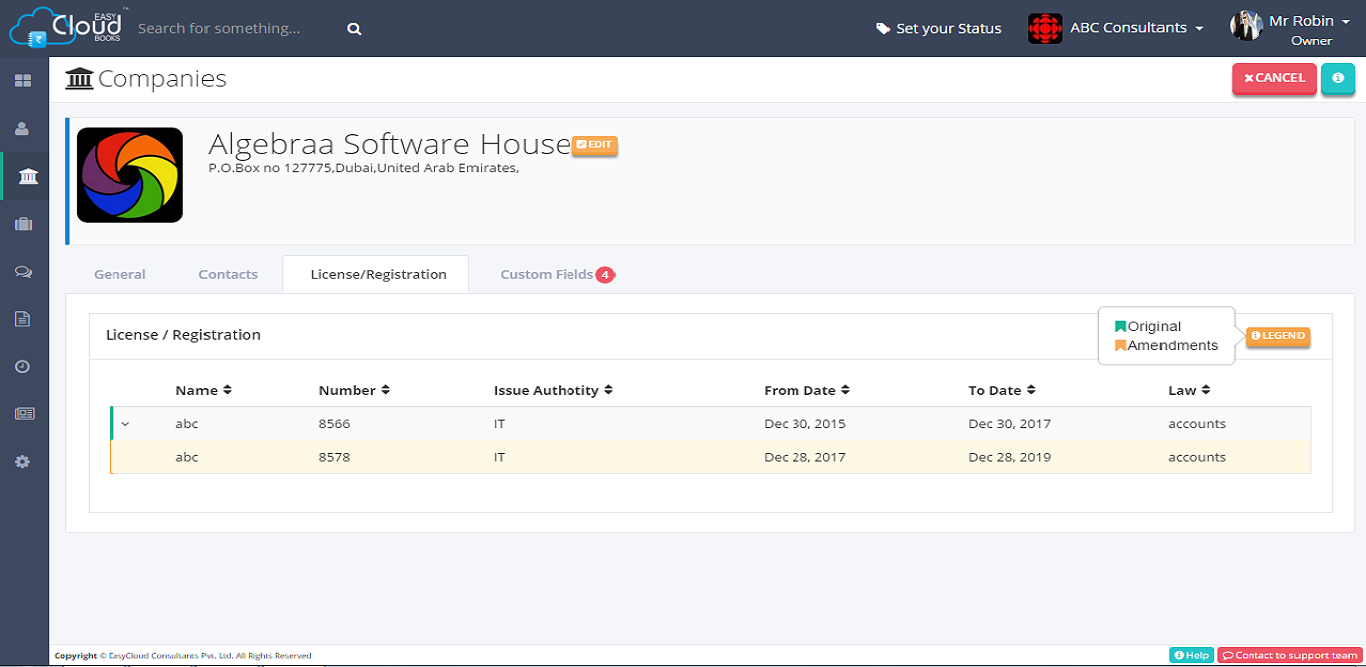 EASY
Cloud
BOOKS
™
Search for something...
Set your Status
ABC Consultants
Mr Robin
Owner
Companies
CANCEL
Algebraa Software House
EDIT
P.O.Box no 127775,Dubai,United Arab Emirates,
General Contacts License/Registration Custom Fields 4
License / Registration
Original
Amendments
LEGEND
Name Number Issue Authotity From Date To Date Law
abc 8566 IT Dec 30, 2015 Dec 30, 2017 accounts
abc 8578 IT Dec 28, 2017 Dec 28, 2019 accounts
Copyright © EasyCloud Consultants Pvt. Ltd. All Rights Reserved
Help
Contact to support team